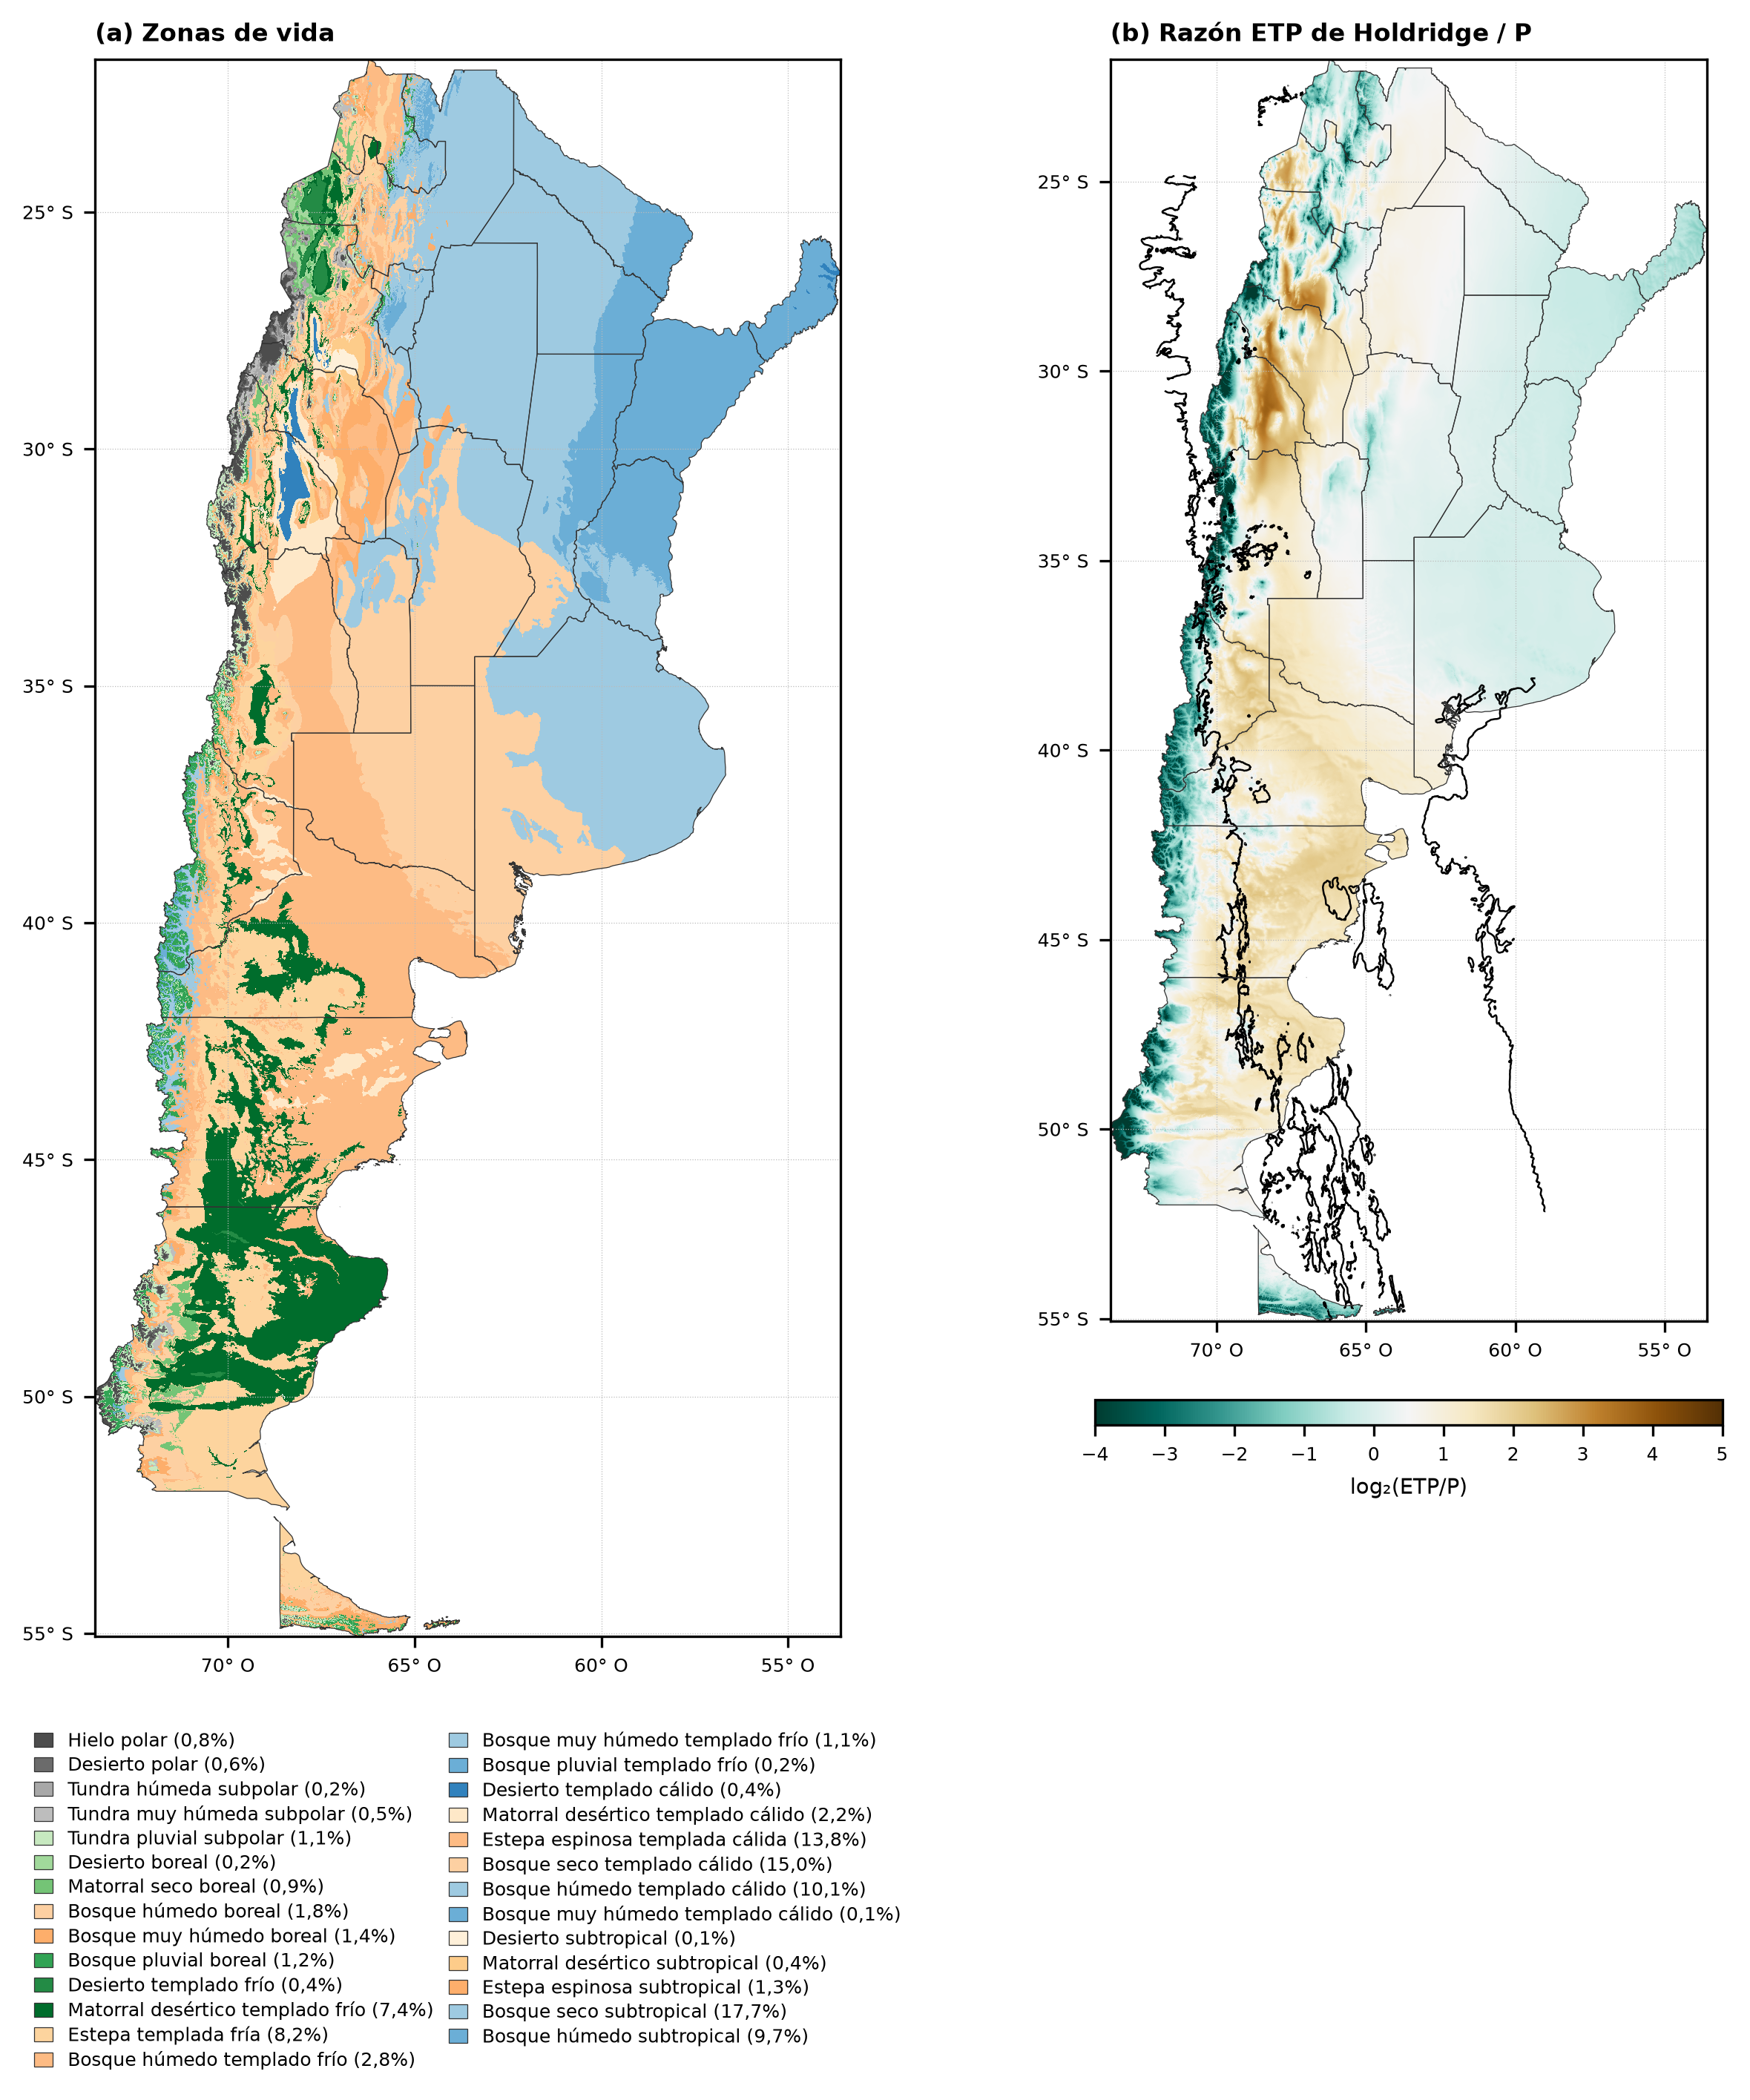 (a) Zonas de vida
(b) Razón ETP de Holdridge / P
25° S
30° S
35° S
40° S
45° S
50° S
55° S
70° O
65° O
60° O
55° O
25° S
30° S
35° S
40° S
45° S
50° S
55° S
70° O
65° O
60° O
55° O
−4
−3
−2
−1
0
1
2
3
4
5
log₂(ETP/P)
Hielo polar (0,8%)
Desierto polar (0,6%)
Tundra húmeda subpolar (0,2%)
Tundra muy húmeda subpolar (0,5%)
Tundra pluvial subpolar (1,1%)
Desierto boreal (0,2%)
Matorral seco boreal (0,9%)
Bosque húmedo boreal (1,8%)
Bosque muy húmedo boreal (1,4%)
Bosque pluvial boreal (1,2%)
Desierto templado frío (0,4%)
Matorral desértico templado frío (7,4%)
Estepa templada fría (8,2%)
Bosque húmedo templado frío (2,8%)
Bosque muy húmedo templado frío (1,1%)
Bosque pluvial templado frío (0,2%)
Desierto templado cálido (0,4%)
Matorral desértico templado cálido (2,2%)
Estepa espinosa templada cálida (13,8%)
Bosque seco templado cálido (15,0%)
Bosque húmedo templado cálido (10,1%)
Bosque muy húmedo templado cálido (0,1%)
Desierto subtropical (0,1%)
Matorral desértico subtropical (0,4%)
Estepa espinosa subtropical (1,3%)
Bosque seco subtropical (17,7%)
Bosque húmedo subtropical (9,7%)